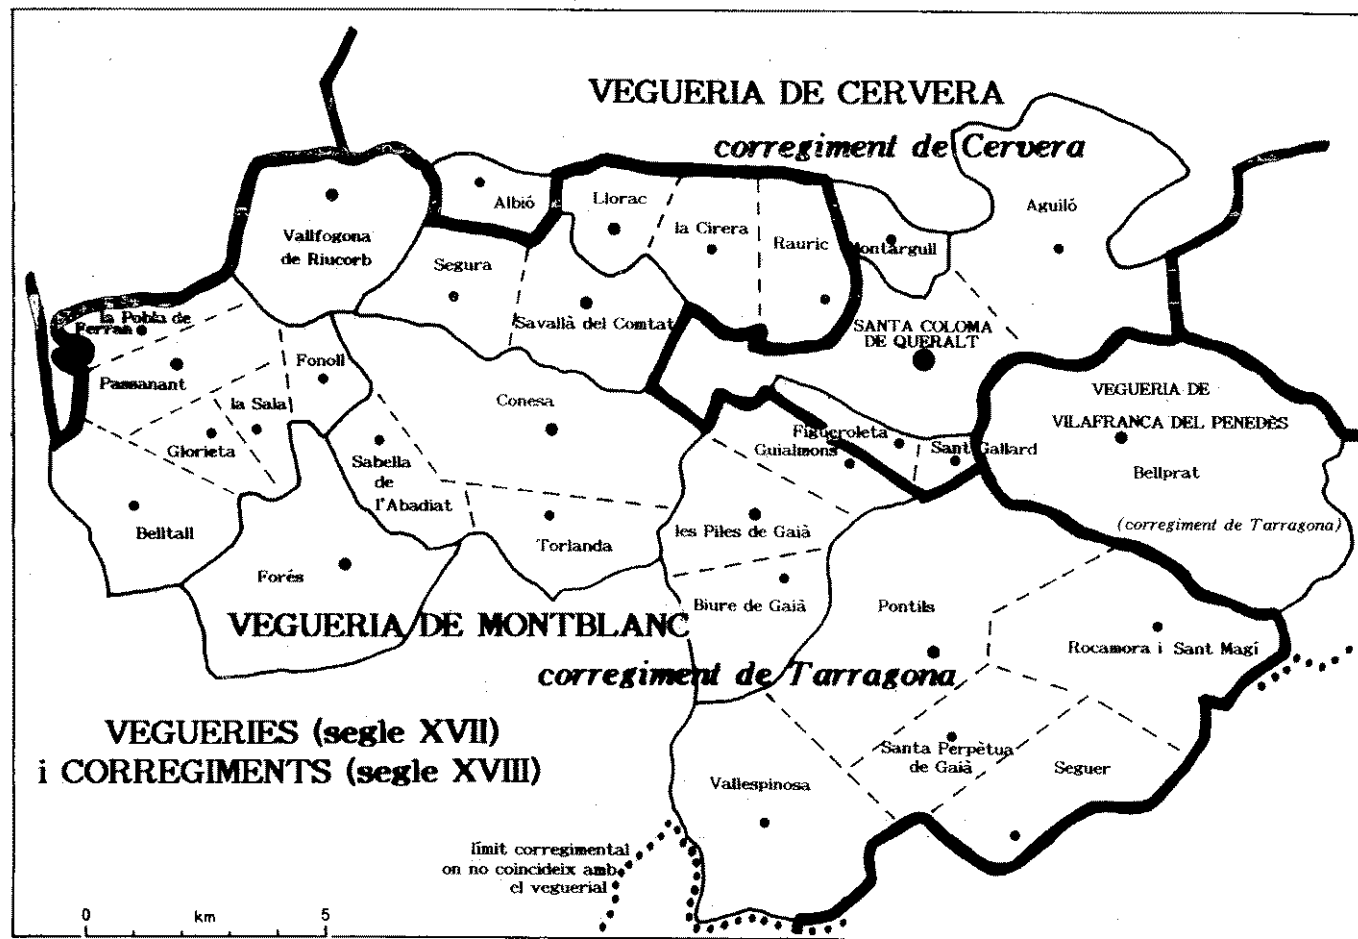 VEGUERIA DE CERVERA
corregiment de Cervera
Albió
Llorac
la Cirera
Rauric
Montargull
Aguiló
Vallfogona
de Riucorb
Segura
Savallà del Comtat
SANTA COLOMA
DE QUERALT
la Pobla de
Ferran
Passanant
Fonoll
la Sala
Glorieta
Conesa
Sabella
de
l'Abadiat
Figueroleta
Guialmons
Sant Gallard
VEGUERIA DE
VILAFRANCA DEL PENEDÈS
Bellprat
(corregiment de Tarragona)
Belltall
Forés
Torlanda
les Piles de Gaià
Biure de Gaià
Pontils
Rocamora i Sant Magí
VEGUERIA DE MONTBLANC
corregiment de Tarragona
VEGUERIES (segle XVII)
i CORREGIMENTS (segle XVIII)
Vallespinosa
Santa Perpètua
de Gaià
Seguer
límit corregimental
on no coincideix amb
el veguerial
0 km 5